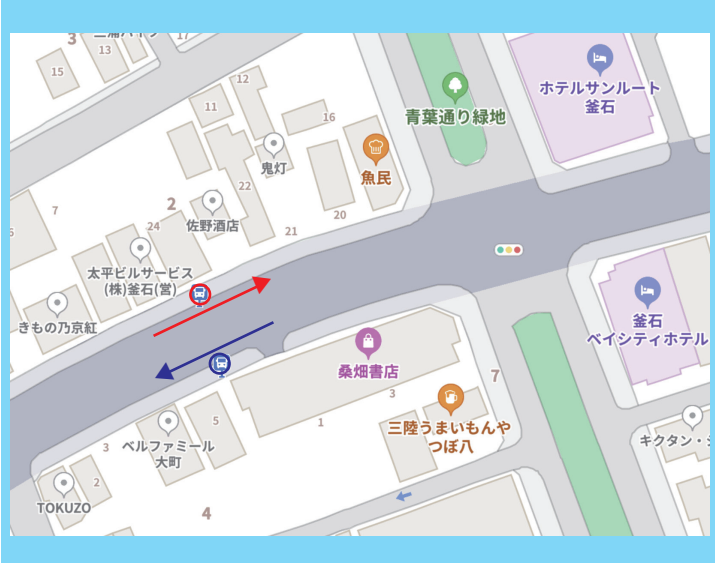 3
17
13
15
ホテルサンルート
釜石
12
11
青葉通り緑地
16
鬼灯
魚民
22
2
佐野酒店
7
20
21
24
太平ビルサービス
(株)釜石(営)
きもの乃京紅
釜石
ベイシティホテル
桑畑書店
7
3
三陸うまいもんや
つぼ八
1
5
ベルファミール
大町
3
2
キクタン・
TOKUZO
4